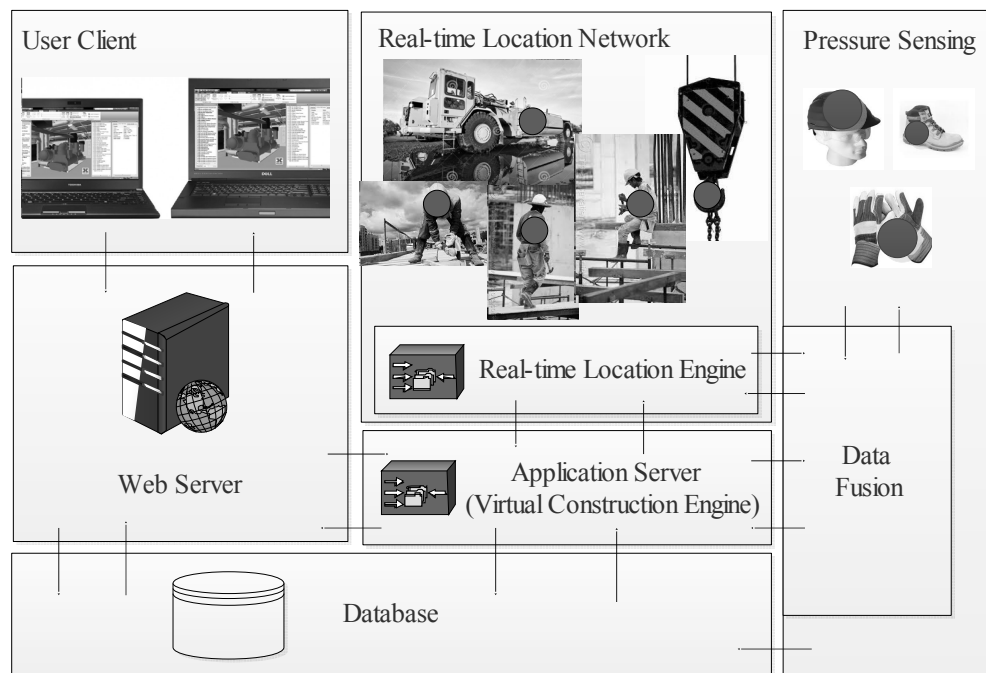 User Client
Real-time Location Network
Pressure Sensing
DELL
Real-time Location Engine
Web Server
Application Server
(Virtual Construction Engine)
Data
Fusion
Database